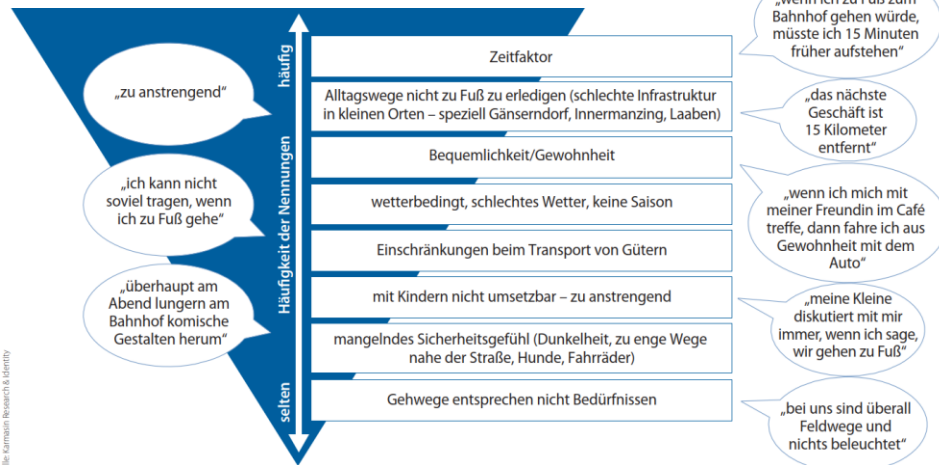 „wenn ich zu Fuß zum
Bahnhof gehen würde,
müsste ich 15 Minuten
früher aufstehen“
häufig
Zeitfaktor
„zu anstrengend“
Alltagswege nicht zu Fuß zu erledigen (schlechte Infrastruktur
in kleinen Orten – speziell Gänserndorf, Innermanzing, Laaben)
„das nächste
Geschäft ist
15 Kilometer
entfernt“
Bequemlichkeit/Gewohnheit
„ich kann nicht
soviel tragen, wenn
ich zu Fuß gehe“
Häufigkeit der Nennungen
wetterbedingt, schlechtes Wetter, keine Saison
„wenn ich mich mit
meiner Freundin im Café
treffe, dann fahre ich aus
Gewohnheit mit dem
Auto“
Einschränkungen beim Transport von Gütern
„überhaupt am
Abend lungern am
Bahnhof komische
Gestalten herum“
mit Kindern nicht umsetzbar – zu anstrengend
„meine Kleine
diskutiert mit mir
immer, wenn ich sage,
wir gehen zu Fuß“
mangelndes Sicherheitsgefühl (Dunkelheit, zu enge Wege
nahe der Straße, Hunde, Fahrräder)
selten
Gehwege entsprechen nicht Bedürfnissen
„bei uns sind überall
Feldwege und
nichts beleuchtet“
Karmasin Research & Identity